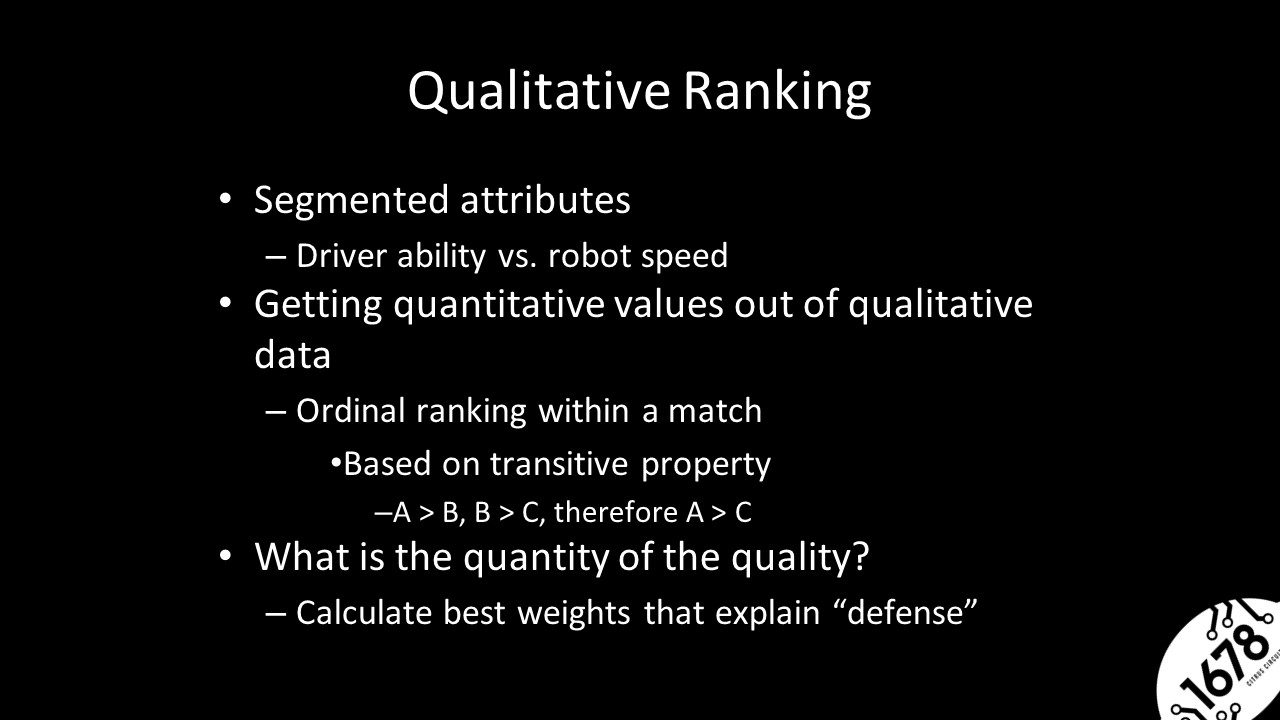 Qualitative Ranking
• Segmented attributes
– Driver ability vs. robot speed
• Getting quantitative values out of qualitative
data
– Ordinal ranking within a match
•Based on transitive property
–A > B, B > C, therefore A > C
• What is the quantity of the quality?
– Calculate best weights that explain “defense”
1678